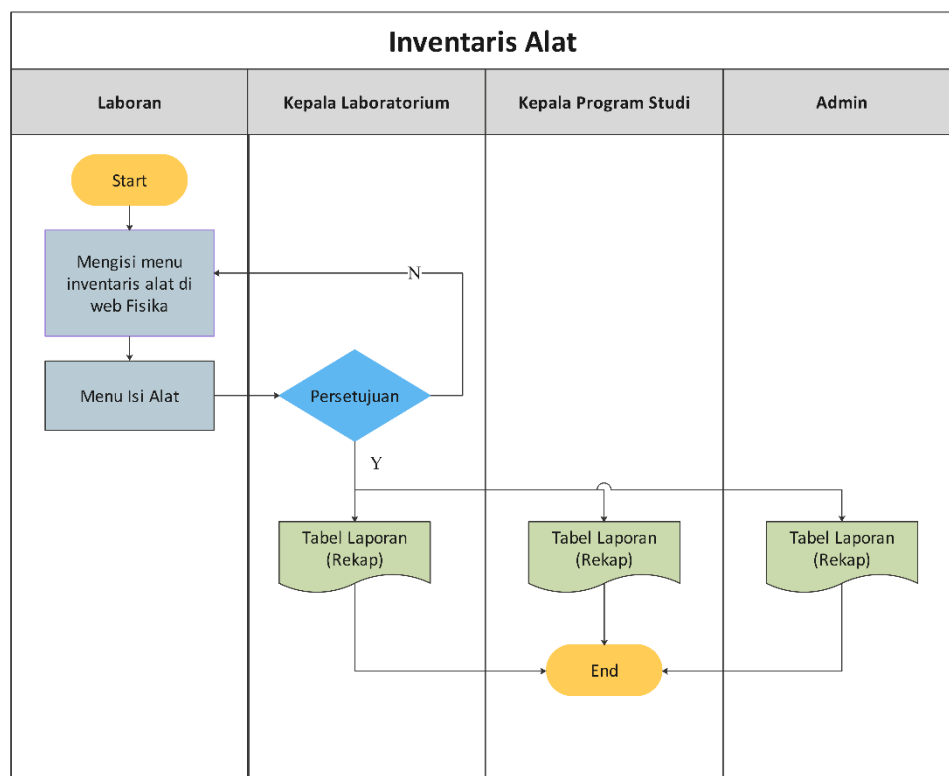 Inventaris Alat
Laboran
Kepala Laboratorium
Kepala Program Studi
Admin
Start
Mengisi menu
inventaris alat di
web Fisika
N
Menu Isi Alat
Persetujuan
Y
Tabel Laporan
(Rekap)
Tabel Laporan
(Rekap)
Tabel Laporan
(Rekap)
End